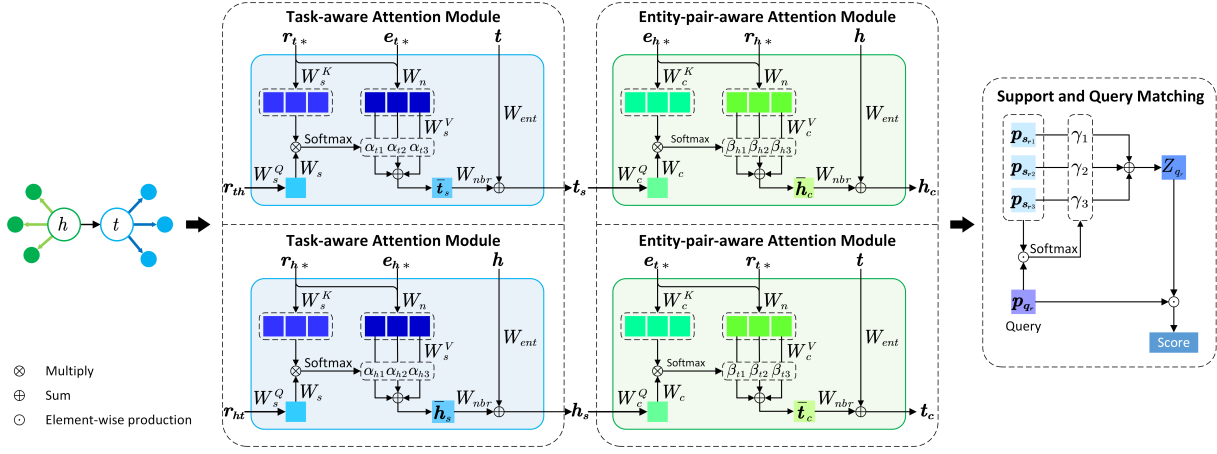 Task-aware Attention Module
Entity-pair-aware Attention Module
r_{t*} e_{t*} t
e_{h*} r_{h*} h
W_s^K W_n
W_c^K W_n
W_{ent}
W_{ent}
W_s^V
W_c^V
Softmax
Softmax
α_{t1} α_{t2} α_{t3}
β_{h1} β_{h2} β_{h3}
W_s^Q W_s
W_c^Q W_c
r_{th} \bar{t}_s W_{nbr} t_s
\bar{h}_c W_{nbr} h_c
h t
Task-aware Attention Module
Entity-pair-aware Attention Module
r_{h*} e_{h*} h
e_{t*} r_{t*} t
W_s^K W_n
W_c^K W_n
W_{ent}
W_{ent}
W_s^V
W_c^V
Softmax
Softmax
α_{h1} α_{h2} α_{h3}
β_{t1} β_{t2} β_{t3}
W_s^Q W_s
W_c^Q W_c
r_{ht} \bar{h}_s W_{nbr} h_s
\bar{t}_c W_{nbr} t_c
Support and Query Matching
p_{s_{r1}} γ_1
p_{s_{r2}} γ_2 Z_{q_r}
p_{s_{r3}} γ_3
Softmax
p_{q_r}
Query
Score
⊗ Multiply
⊕ Sum
⊙ Element-wise production